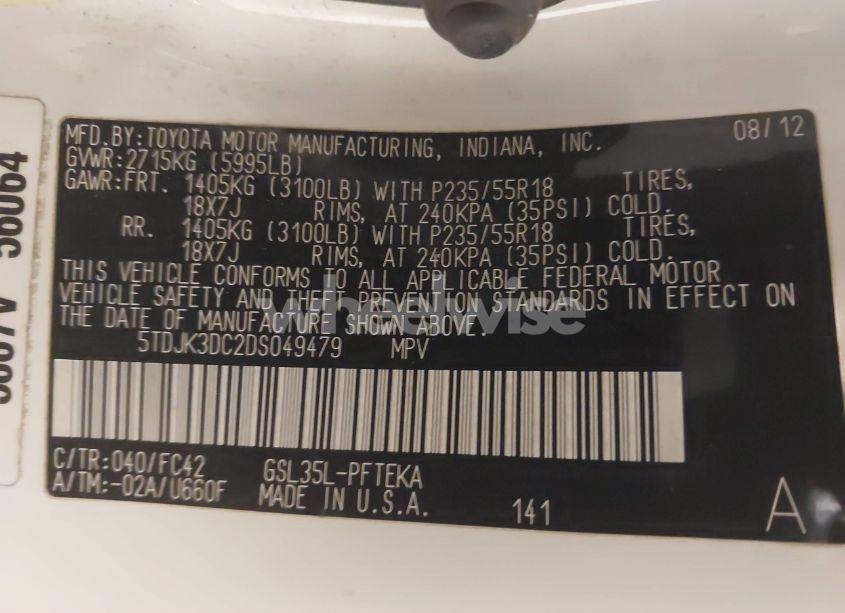 MFD. BY: TOYOTA MOTOR MANUFACTURING, INDIANA, INC. 08/12
GVWR: 2715KG (5995LB)
GAWR: FRT. 1405KG (3100LB) WITH P235/55R18 TIRES,
18X7J RIMS, AT 240KPA (35PSI) COLD.
RR. 1405KG (3100LB) WITH P235/55R18 TIRES,
18X7J RIMS, AT 240KPA (35PSI) COLD.
THIS VEHICLE CONFORMS TO ALL APPLICABLE FEDERAL MOTOR
VEHICLE SAFETY AND THEFT PREVENTION STANDARDS IN EFFECT ON
THE DATE OF MANUFACTURE SHOWN ABOVE.
5TDJK3DC2DS049479 MPV
C/TR: 040/FC42 GSL35L-PFTEKA
A/TM: -02A/U660F MADE IN U.S.A. 141 A
56064
wheelwise